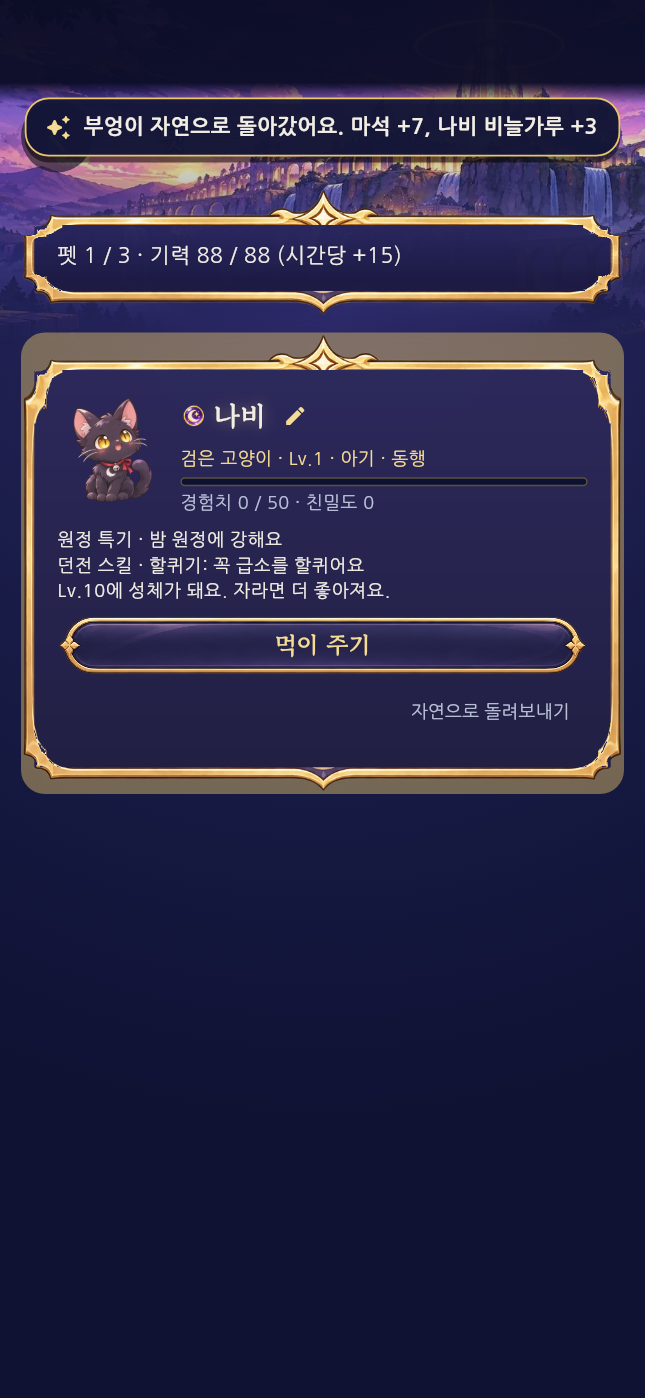 부엉이 자연으로 돌아갔어요. 마석 +7, 나비 비늘가루 +3
펫 1 / 3 · 기력 88 / 88 (시간당 +15)
나비
검은 고양이 · Lv.1 · 아기 · 동행
경험치 0 / 50 · 친밀도 0
원정 특기 · 밤 원정에 강해요
던전 스킬 · 할퀴기: 꼭 급소를 할퀴어요
Lv.10에 성체가 돼요. 자라면 더 좋아져요.
먹이 주기
자연으로 돌려보내기